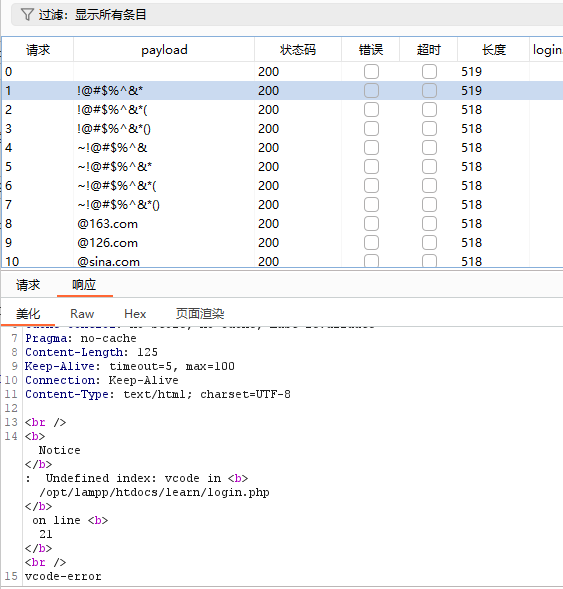 过滤：显示所有条目
请求 payload 状态码 错误 超时 长度 login
0 200 519
1 !@#$%^&* 200 519
2 !@#$%^&*( 200 518
3 !@#$%^&*() 200 518
4 ~!@#$%^& 200 518
5 ~!@#$%^&* 200 518
6 ~!@#$%^&*( 200 518
7 ~!@#$%^&*() 200 518
8 @163.com 200 518
9 @126.com 200 518
10 @sina.com 200 518
请求 响应
美化 Raw Hex 页面渲染
7 Pragma: no-cache
8 Content-Length: 125
9 Keep-Alive: timeout=5, max=100
10 Connection: Keep-Alive
11 Content-Type: text/html; charset=UTF-8
12
13 <br />
14 <b>
Notice
</b>
:  Undefined index: vcode in <b>
/opt/lampp/htdocs/learn/login.php
</b>
on line <b>
21
</b>
<br />
15 vcode-error